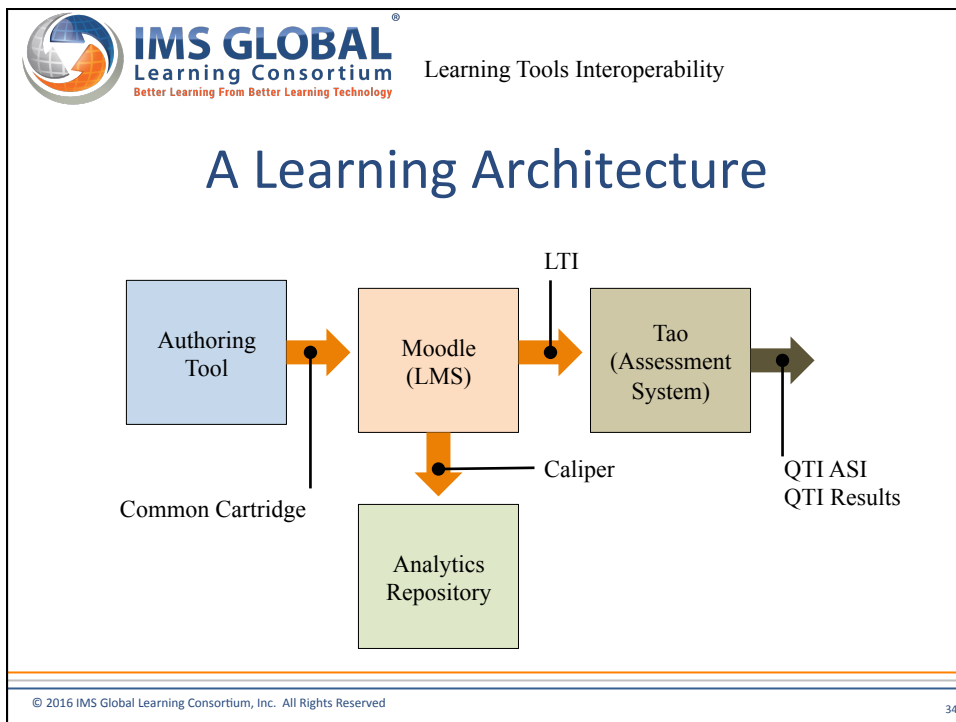 IMS GLOBAL®
Learning Consortium
Better Learning From Better Learning Technology
Learning Tools Interoperability
A Learning Architecture
LTI
Authoring
Tool
Moodle
(LMS)
Tao
(Assessment
System)
Common Cartridge
Caliper
QTI ASI
QTI Results
Analytics
Repository
© 2016 IMS Global Learning Consortium, Inc. All Rights Reserved
34